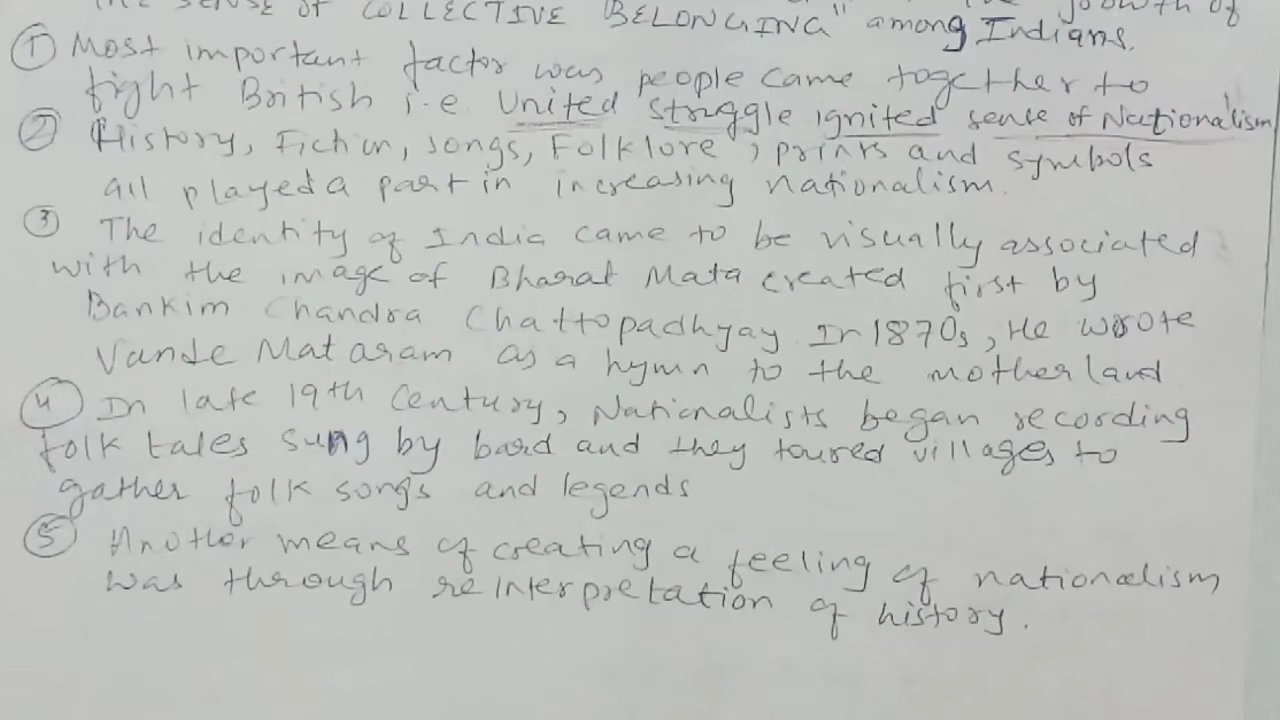 SENSE OF COLLECTIVE BELONGING" among Indians.
① Most important factor was people came together to
fight British i.e United struggle ignited sense of Nationalism
② History, Fiction, songs, Folklore, prints and symbols
all played a part in increasing nationalism.
③ The identity of India came to be visually associated
with the image of Bharat Mata created first by
Bankim Chandra Chattopadhyay In 1870s, He wrote
Vande Mataram as a hymn to the motherland
④ In late 19th Century, Nationalists began recording
folk tales sung by bard and they toured villages to
gather folk songs and legends
⑤ Another means of creating a feeling of nationalism
was through reinterpretation of history.